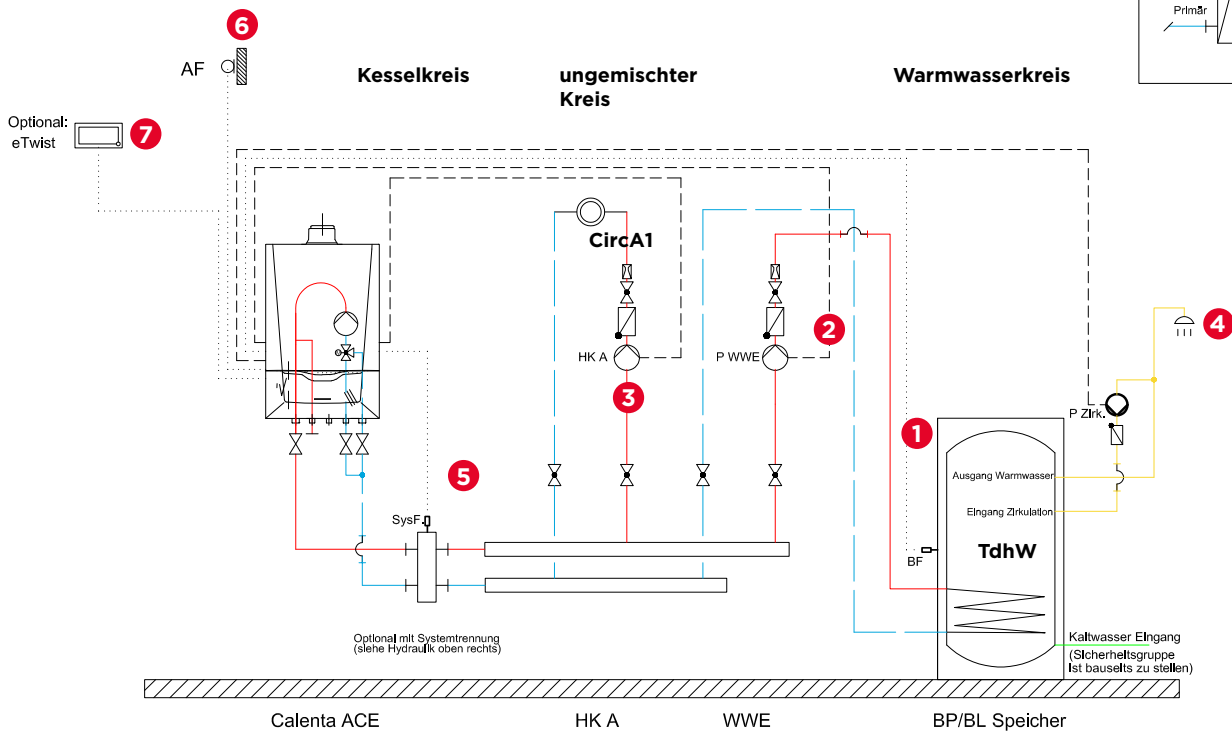 Primär
6
AF
Kesselkreis
ungemischter
Kreis
Warmwasserkreis
Optional:
eTwist
7
CircA1
2
4
HK A
P WWE
3
P Zirk.
1
5
Ausgang Warmwasser
SysF.
Eingang Zirkulation
TdhW
BF
Optional mit Systemtrennung
(siehe Hydraulik oben rechts)
Kaltwasser Eingang
(Sicherheitsgruppe
ist bauseits zu stellen)
Calenta ACE
HK A
WWE
BP/BL Speicher